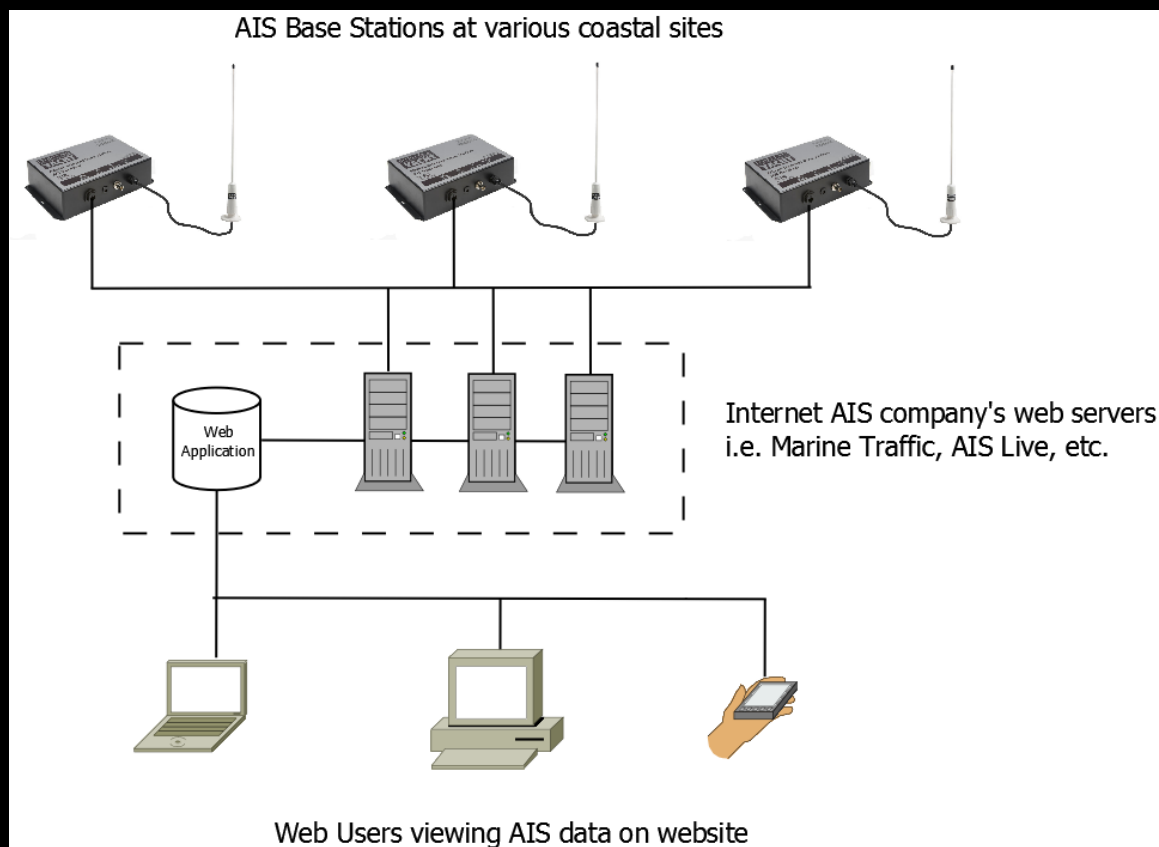 AIS Base Stations at various coastal sites
Web
Application
Internet AIS company's web servers
i.e. Marine Traffic, AIS Live, etc.
Web Users viewing AIS data on website